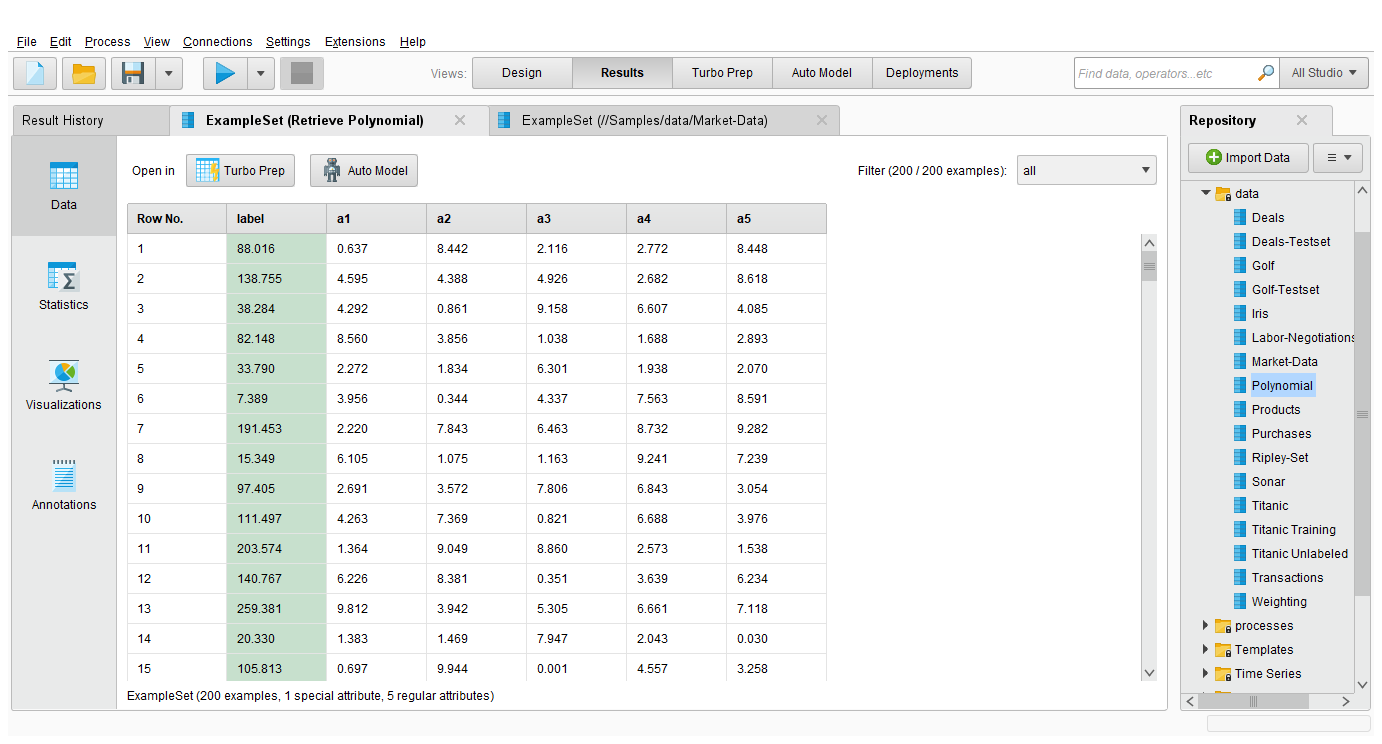 File Edit Process View Connections Settings Extensions Help
Views: Design Results Turbo Prep Auto Model Deployments Find data, operators...etc All Studio
Result History ExampleSet (Retrieve Polynomial) ExampleSet (//Samples/data/Market-Data)
Data
Statistics
Visualizations
Annotations
Open in Turbo Prep Auto Model Filter (200 / 200 examples): all
Row No. label a1 a2 a3 a4 a5
1 88.016 0.637 8.442 2.116 2.772 8.448
2 138.755 4.595 4.388 4.926 2.682 8.618
3 38.284 4.292 0.861 9.158 6.607 4.085
4 82.148 8.560 3.856 1.038 1.688 2.893
5 33.790 2.272 1.834 6.301 1.938 2.070
6 7.389 3.956 0.344 4.337 7.563 8.591
7 191.453 2.220 7.843 6.463 8.732 9.282
8 15.349 6.105 1.075 1.163 9.241 7.239
9 97.405 2.691 3.572 7.806 6.843 3.054
10 111.497 4.263 7.369 0.821 6.688 3.976
11 203.574 1.364 9.049 8.860 2.573 1.538
12 140.767 6.226 8.381 0.351 3.639 6.234
13 259.381 9.812 3.942 5.305 6.661 7.118
14 20.330 1.383 1.469 7.947 2.043 0.030
15 105.813 0.697 9.944 0.001 4.557 3.258
ExampleSet (200 examples, 1 special attribute, 5 regular attributes)
Repository
Import Data
data
Deals
Deals-Testset
Golf
Golf-Testset
Iris
Labor-Negotiations
Market-Data
Polynomial
Products
Purchases
Ripley-Set
Sonar
Titanic
Titanic Training
Titanic Unlabeled
Transactions
Weighting
processes
Templates
Time Series